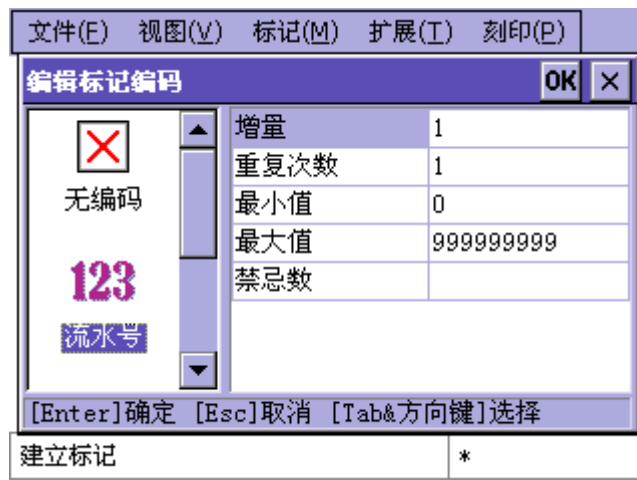 文件(F) 视图(V) 标记(M) 扩展(T) 刻印(P)
编辑标记编码 OK ×
无编码
123
流水号
增量 1
重复次数 1
最小值 0
最大值 999999999
禁忌数
[Enter]确定 [Esc]取消 [Tab&方向键]选择
建立标记 *